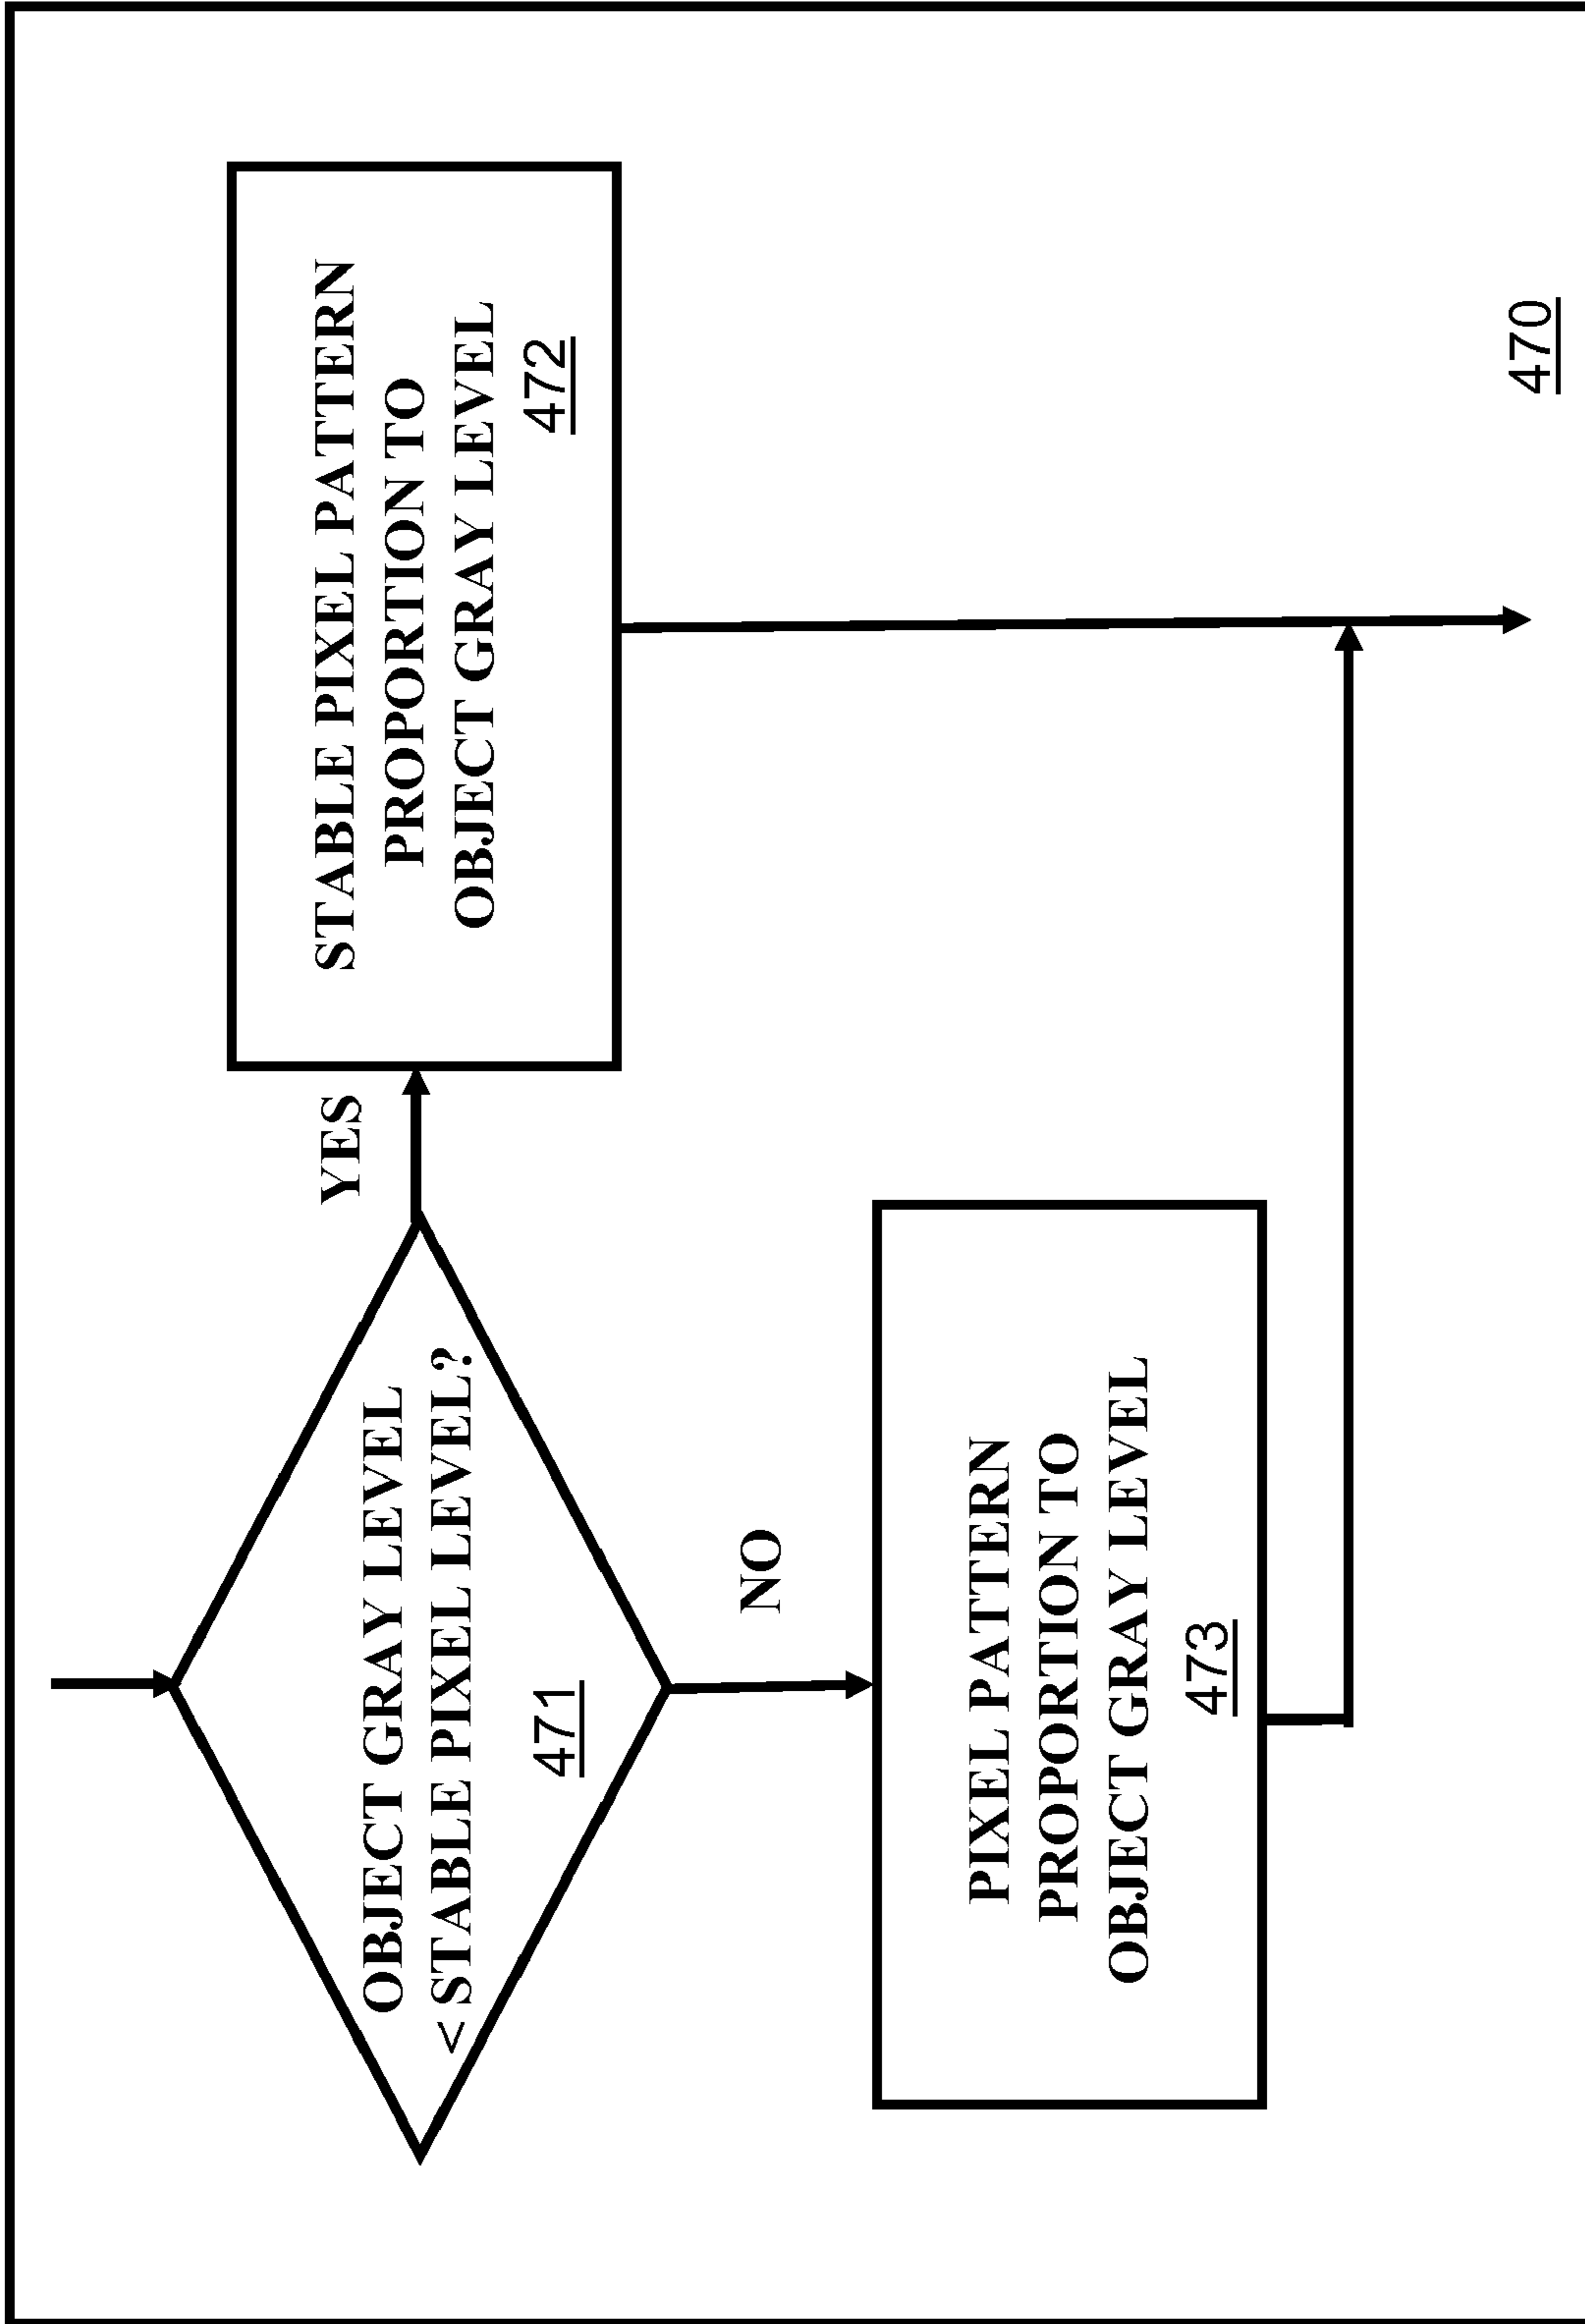 OBJECT GRAY LEVEL
< STABLE PIXEL LEVEL?
471
YES
STABLE PIXEL PATTERN
PROPORTION TO
OBJECT GRAY LEVEL
472
NO
PIXEL PATTERN
PROPORTION TO
OBJECT GRAY LEVEL
473
470